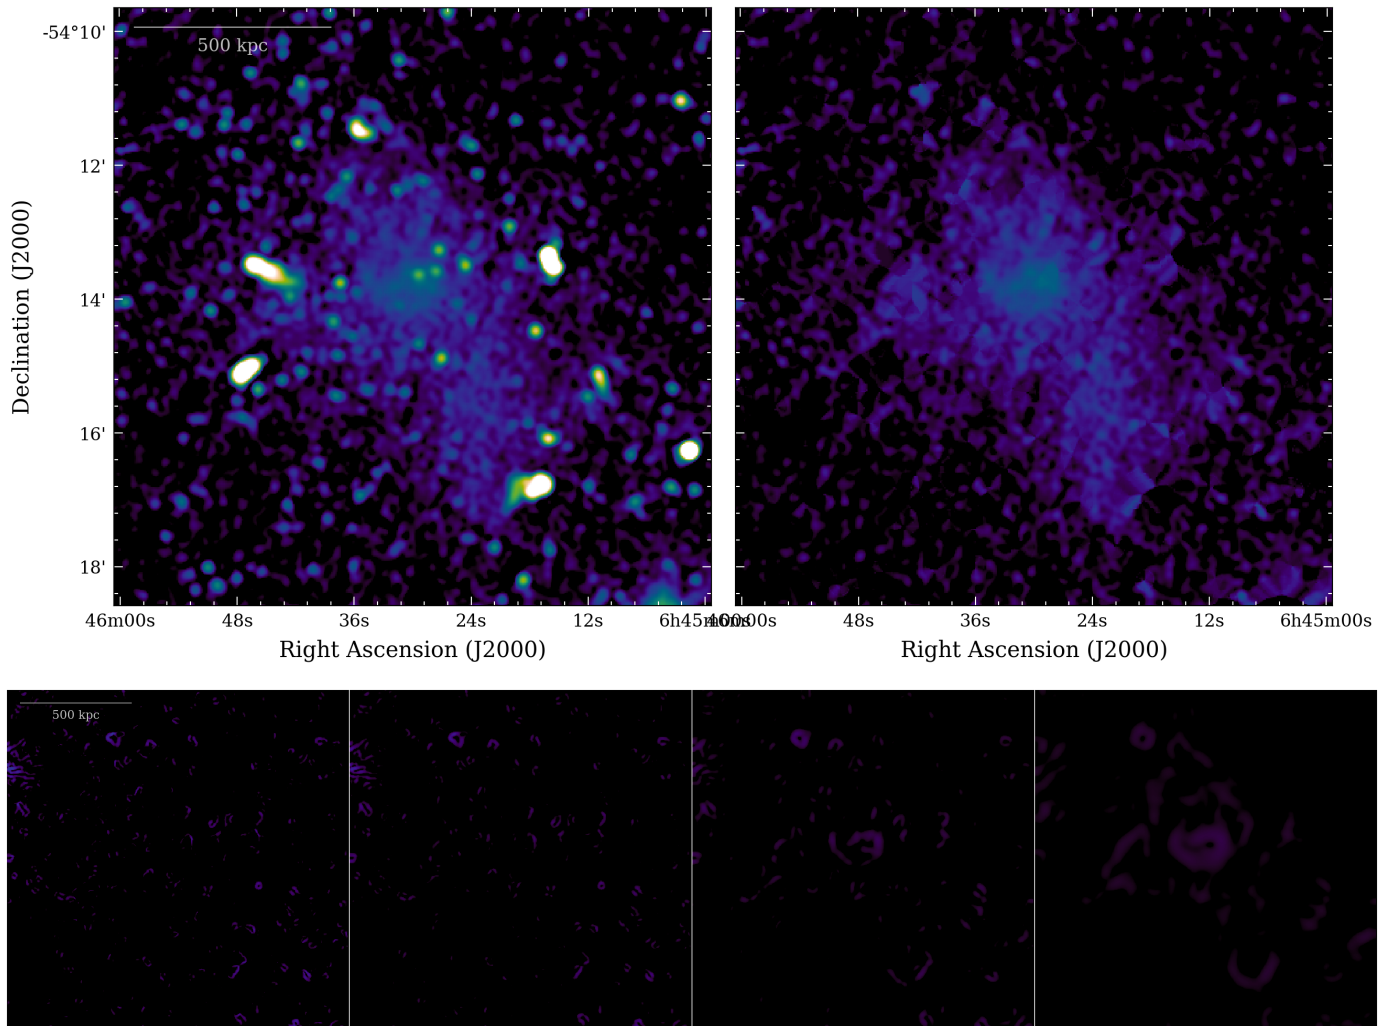 -54°10'
500 kpc
12'
14'
16'
18'
Declination (J2000)
46m00s 48s 36s 24s 12s 6h45m00s
48s 36s 24s 12s 6h45m00s
Right Ascension (J2000)
Right Ascension (J2000)
500 kpc